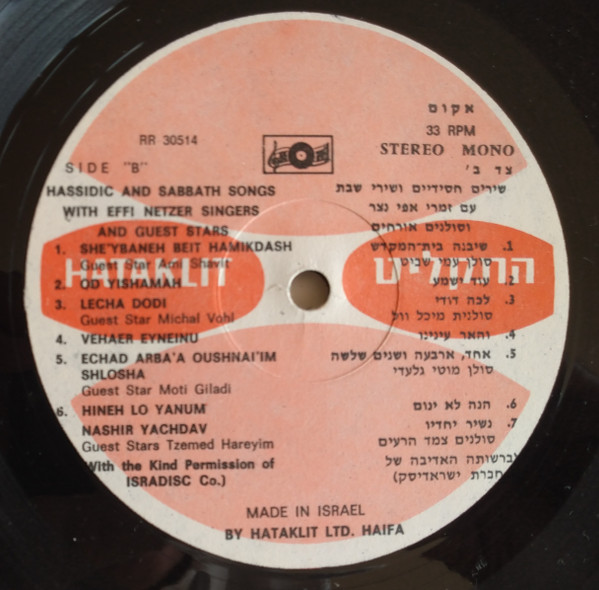 אקום
RR 30514
33 RPM
STEREO MONO
SIDE "B"
צד ב'
HASSIDIC AND SABBATH SONGS
שירים חסידיים ושירי שבת
WITH EFFI NETZER SINGERS
עם זמרי אפי נצר
AND GUEST STARS
וסולנים אורחים
HATAKLIT
התקליט
1. SHE'YBANEH BEIT HAMIKDASH
Guest Star Ami Shavit
2. OD YISHAMAH
3. LECHA DODI
Guest Star Michal Vohl
4. VEHAER EYNEINU
5. ECHAD ARBA'A OUSHNAI'IM
SHLOSHA
Guest Star Moti Giladi
6. HINEH LO YANUM
NASHIR YACHDAV
Guest Stars Tzemed Hareyim
With the Kind Permission of
ISRADISC Co.)
1. שיבנה בית-המקדש
סולן עמי שביט
2. עוד ישמע
3. לכה דודי
סולנית מיכל וול
4. והאר עינינו
5. אחד, ארבעה ושנים שלשה
סולן מוטי גלעדי
6. הנה לא ינום
7. נשיר יחדיו
סולנים צמד הרעים
ברשותה האדיבה של
חברת ישראדיסק)
MADE IN ISRAEL
BY HATAKLIT LTD. HAIFA